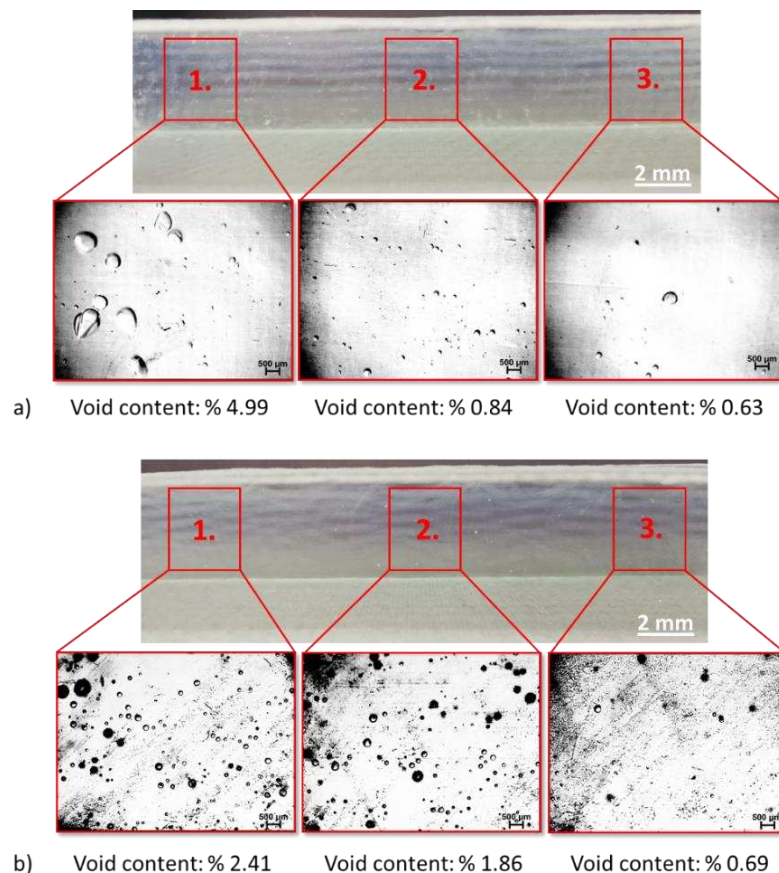 1.
2.
3.
2 mm
500 µm
500 µm
500 µm
a) Void content: % 4.99 Void content: % 0.84 Void content: % 0.63
1.
2.
3.
2 mm
500 µm
500 µm
500 µm
b) Void content: % 2.41 Void content: % 1.86 Void content: % 0.69